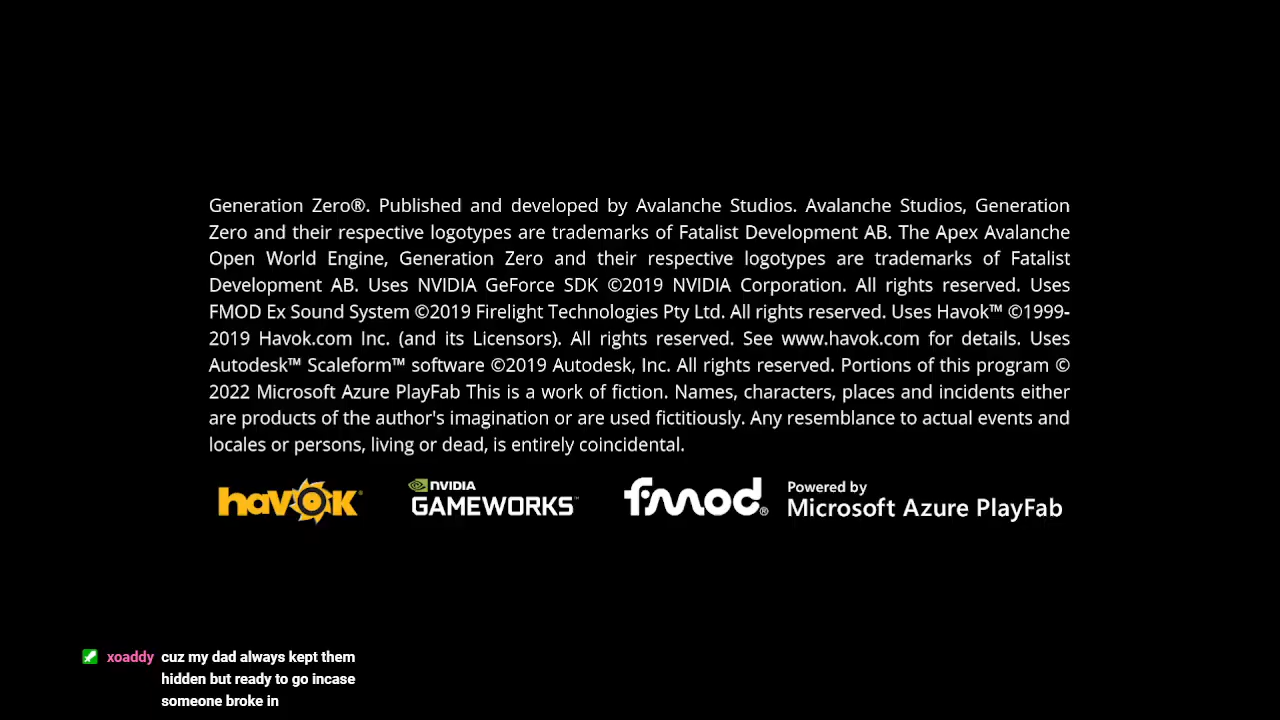 Generation Zero®. Published and developed by Avalanche Studios. Avalanche Studios, Generation
Zero and their respective logotypes are trademarks of Fatalist Development AB. The Apex Avalanche
Open World Engine, Generation Zero and their respective logotypes are trademarks of Fatalist
Development AB. Uses NVIDIA GeForce SDK ©2019 NVIDIA Corporation. All rights reserved. Uses
FMOD Ex Sound System ©2019 Firelight Technologies Pty Ltd. All rights reserved. Uses Havok™ ©1999-
2019 Havok.com Inc. (and its Licensors). All rights reserved. See www.havok.com for details. Uses
Autodesk™ Scaleform™ software ©2019 Autodesk, Inc. All rights reserved. Portions of this program ©
2022 Microsoft Azure PlayFab This is a work of fiction. Names, characters, places and incidents either
are products of the author's imagination or are used fictitiously. Any resemblance to actual events and
locales or persons, living or dead, is entirely coincidental.
havok®
NVIDIA
GAMEWORKS™
fmod®
Powered by
Microsoft Azure PlayFab
xoaddy cuz my dad always kept them
hidden but ready to go incase
someone broke in